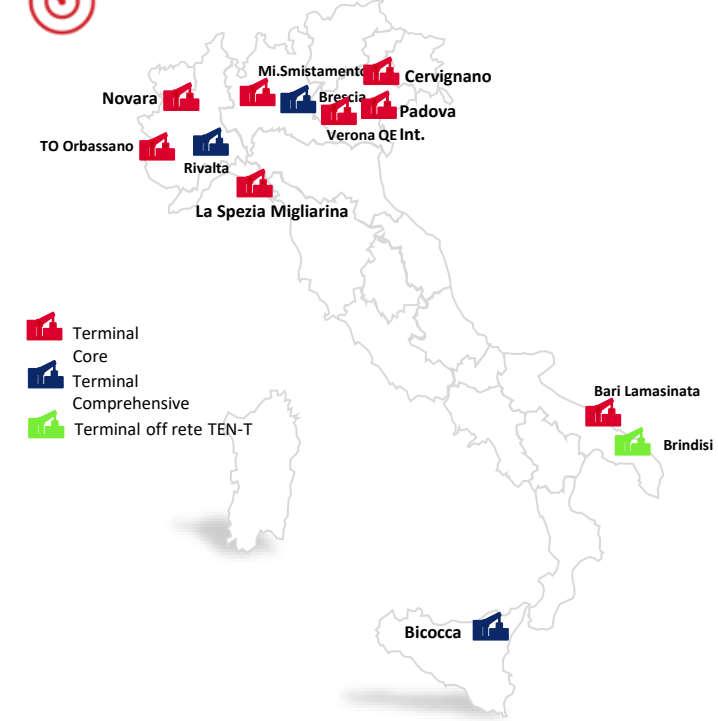 Mi.Smistamento
Cervignano
Novara
Brescia
Padova
Int.
Verona QE
TO Orbassano
Rivalta
La Spezia Migliarina
Terminal
Core
Terminal
Comprehensive
Terminal off rete TEN-T
Bari Lamasinata
Brindisi
Bicocca